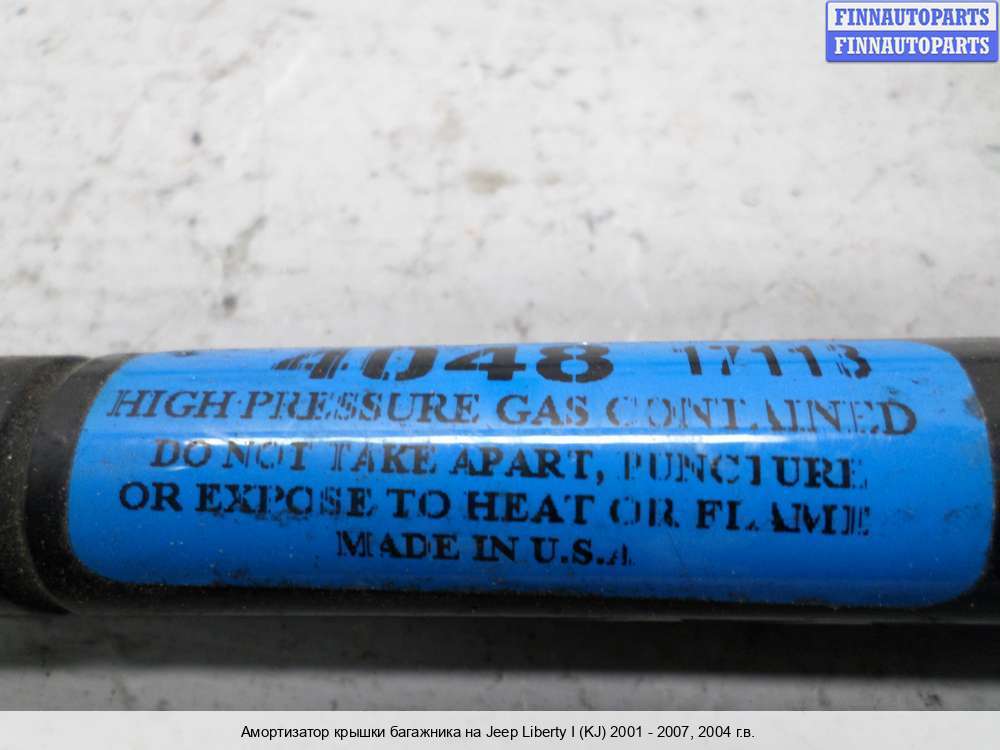 FINNAUTOPARTS
FINNAUTOPARTS
4048 17113
HIGH PRESSURE GAS CONTAINED
DO NOT TAKE APART, PUNCTURE
OR EXPOSE TO HEAT OR FLAME
MADE IN U.S.A
Амортизатор крышки багажника на Jeep Liberty I (KJ) 2001 - 2007, 2004 г.в.